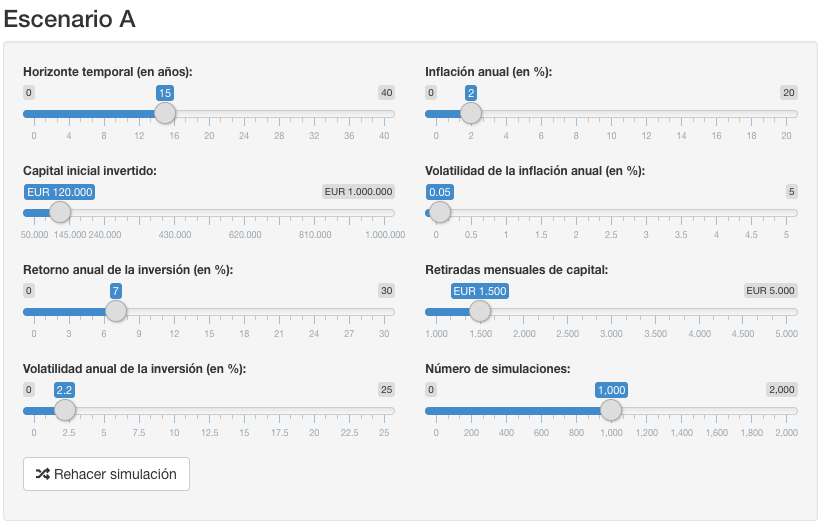 Escenario A
Horizonte temporal (en años):
0 15 40
0 4 8 12 16 20 24 28 32 36 40
Capital inicial invertido:
EUR 120.000 EUR 1.000.000
50.000 145.000 240.000 430.000 620.000 810.000 1.000.000
Retorno anual de la inversión (en %):
0 7 30
0 3 6 9 12 15 18 21 24 27 30
Volatilidad anual de la inversión (en %):
0 2.2 25
0 2.5 5 7.5 10 12.5 15 17.5 20 22.5 25
Rehacer simulación
Inflación anual (en %):
0 2 20
0 2 4 6 8 10 12 14 16 18 20
Volatilidad de la inflación anual (en %):
0.05 5
0 0.5 1 1.5 2 2.5 3 3.5 4 4.5 5
Retiradas mensuales de capital:
EUR 1.500 EUR 5.000
1.000 1.500 2.000 2.500 3.000 3.500 4.000 4.500 5.000
Número de simulaciones:
0 1,000 2,000
0 200 400 600 800 1,000 1,200 1,400 1,600 1,800 2,000